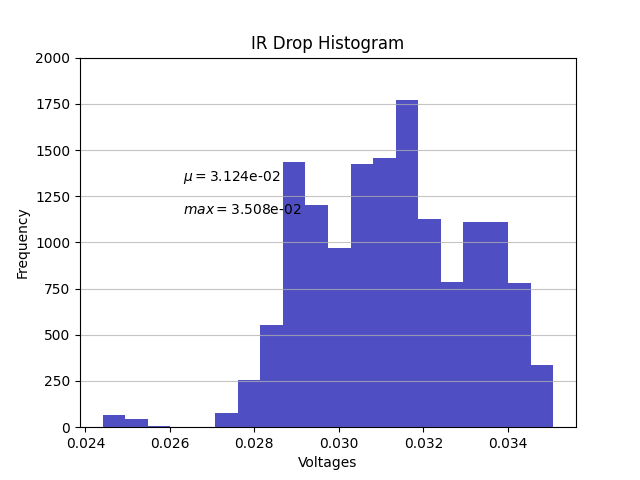 IR Drop Histogram
2000
1750
1500
1250
1000
750
500
250
0
Frequency
μ = 3.124e-02
max = 3.508e-02
0.024 0.026 0.028 0.030 0.032 0.034
Voltages